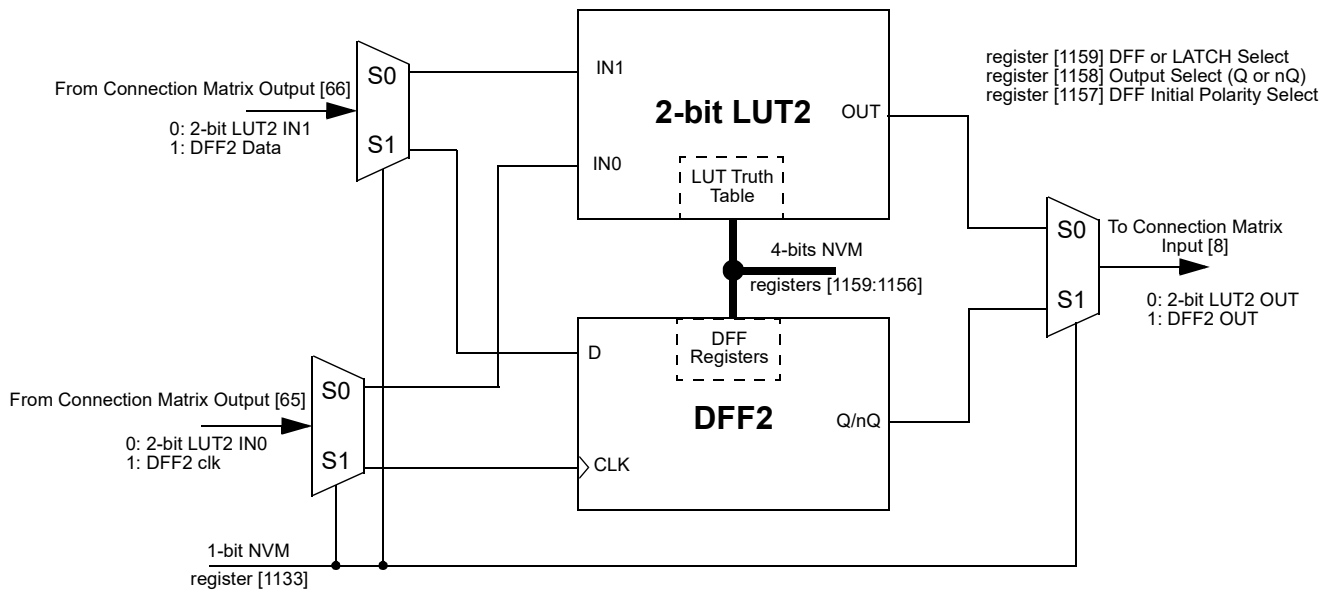 From Connection Matrix Output [66]
0: 2-bit LUT2 IN1
1: DFF2 Data
S0
S1
IN1
IN0
2-bit LUT2
OUT
LUT Truth
Table
register [1159] DFF or LATCH Select
register [1158] Output Select (Q or nQ)
register [1157] DFF Initial Polarity Select
4-bits NVM
registers [1159:1156]
S0
S1
To Connection Matrix
Input [8]
0: 2-bit LUT2 OUT
1: DFF2 OUT
From Connection Matrix Output [65]
0: 2-bit LUT2 IN0
1: DFF2 clk
S0
S1
D
CLK
DFF
Registers
DFF2
Q/nQ
1-bit NVM
register [1133]